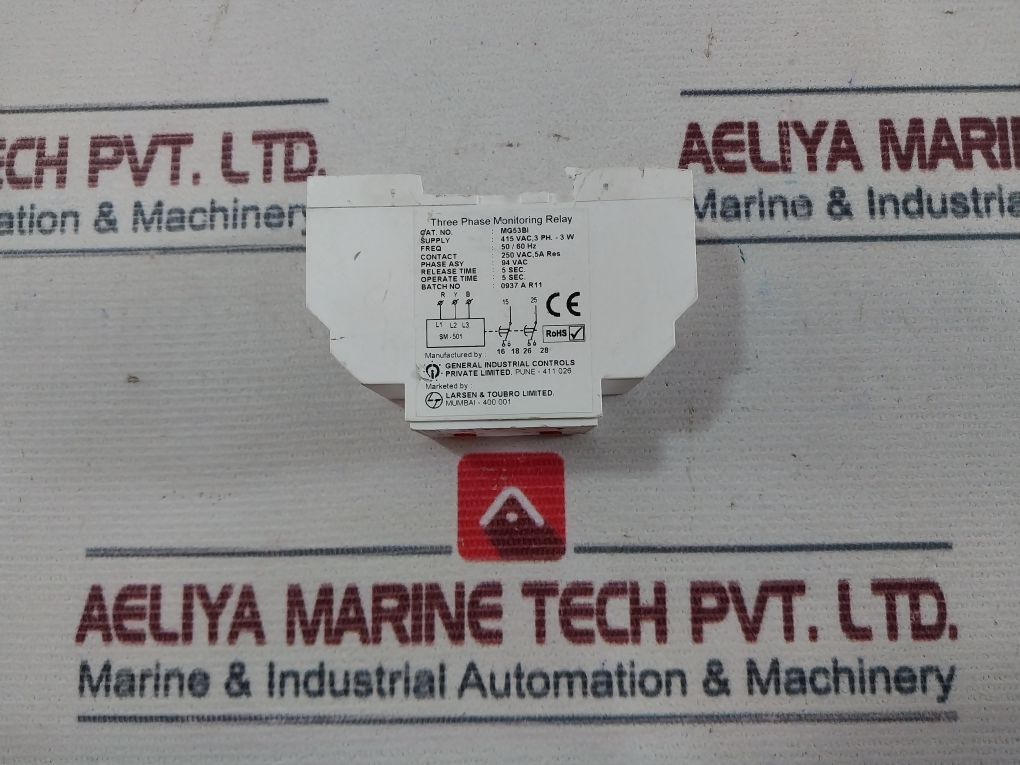 TECH PVT. LTD.
ation & Machinery
AELIYA MARIN
Marine & Industria
Three Phase Monitoring Relay
CAT. NO. : MG53BI
SUPPLY : 415 VAC,3 PH. - 3 W
FREQ : 50 / 60 Hz
CONTACT : 250 VAC,5A Res
PHASE ASY : 94 VAC
RELEASE TIME : 5 SEC.
OPERATE TIME : 5 SEC.
BATCH NO : 0937 A R11
R Y B
15 25
L1 L2 L3
SM - 501
16 18 26 28
CE
RoHS
Manufactured by :
GENERAL INDUSTRIAL CONTROLS
PRIVATE LIMITED. PUNE - 411 026
Marketed by :
LARSEN & TOUBRO LIMITED.
MUMBAI - 400 001
AELIYA MARINE TECH PVT. LTD.
Marine & Industrial Automation & Machinery